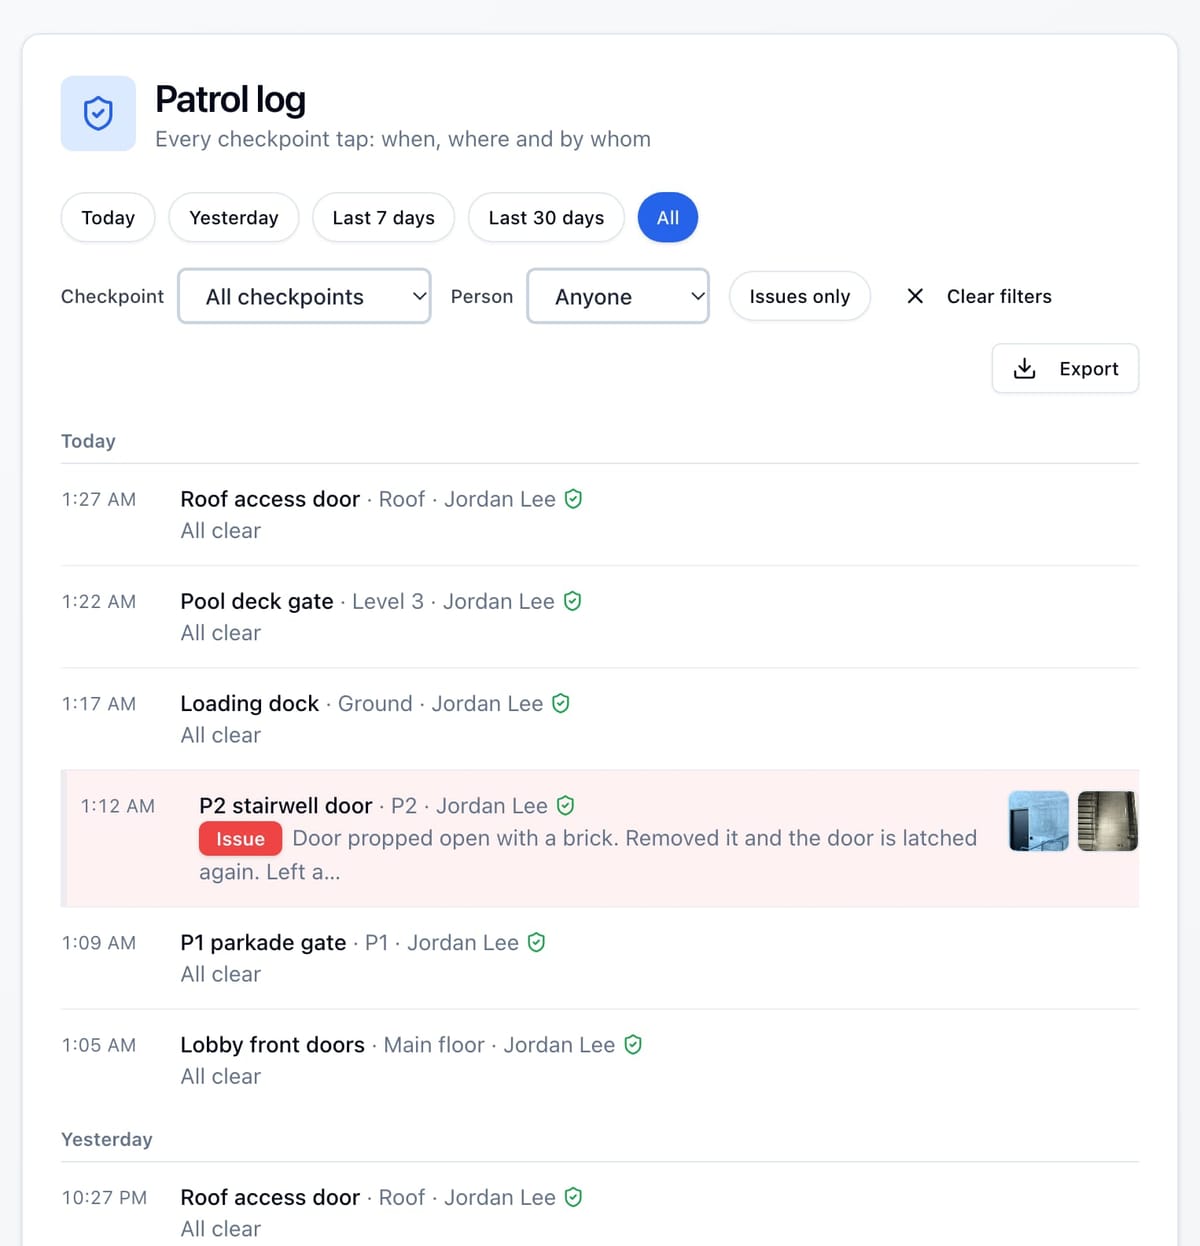 Patrol log
Every checkpoint tap: when, where and by whom
Today Yesterday Last 7 days Last 30 days All
Checkpoint All checkpoints Person Anyone Issues only Clear filters
Export
Today
1:27 AM Roof access door · Roof · Jordan Lee
All clear
1:22 AM Pool deck gate · Level 3 · Jordan Lee
All clear
1:17 AM Loading dock · Ground · Jordan Lee
All clear
1:12 AM P2 stairwell door · P2 · Jordan Lee
Issue Door propped open with a brick. Removed it and the door is latched
again. Left a...
1:09 AM P1 parkade gate · P1 · Jordan Lee
All clear
1:05 AM Lobby front doors · Main floor · Jordan Lee
All clear
Yesterday
10:27 PM Roof access door · Roof · Jordan Lee
All clear